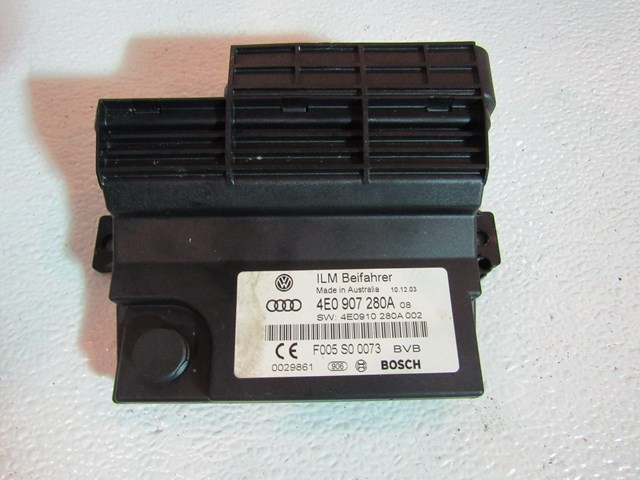 ILM Beifahrer
Made in Australia 10.12.03
4E0 907 280A 08
SW: 4E0910 280A 002
F005 S0 0073 BVB
0029861 906 BOSCH